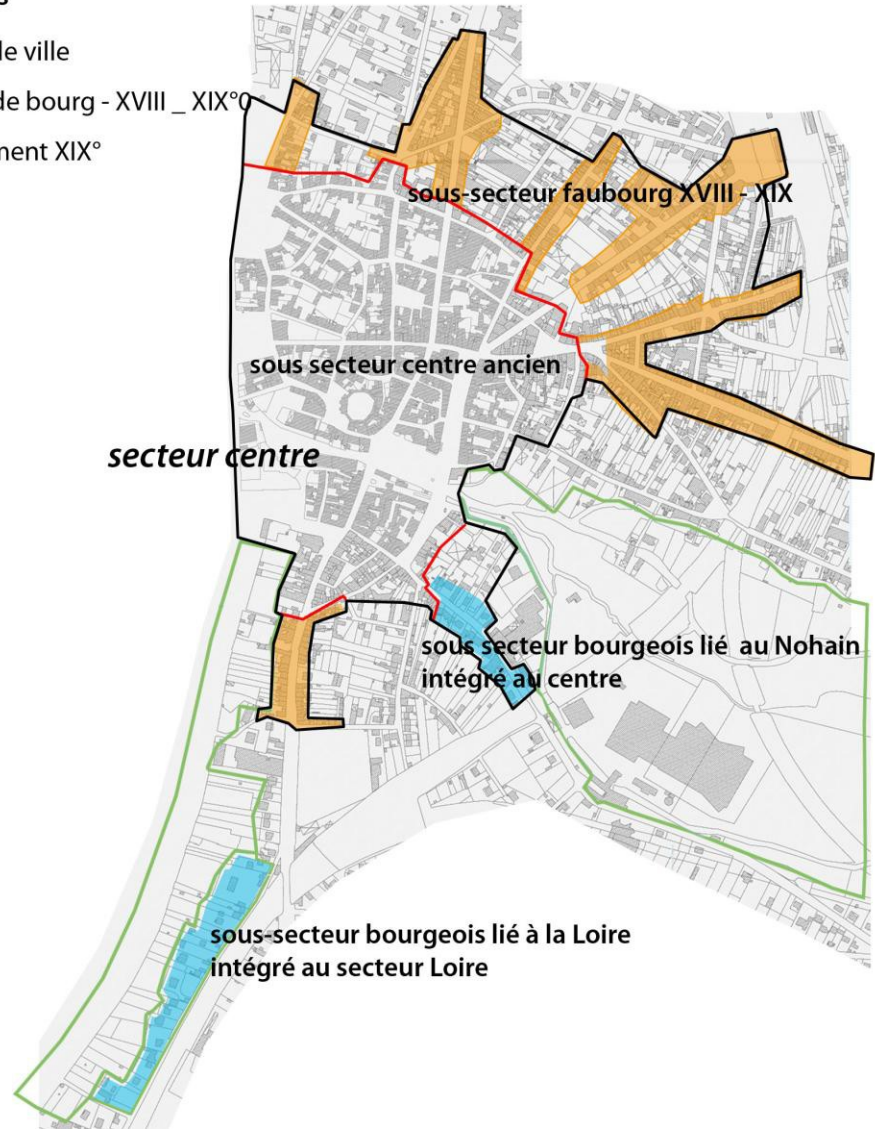 de ville
de bourg - XVIII _ XIX°0
ment XIX°
sous-secteur faubourg XVIII - XIX
sous secteur centre ancien
secteur centre
sous secteur bourgeois lié au Nohain
intégré au centre
sous-secteur bourgeois lié à la Loire
intégré au secteur Loire